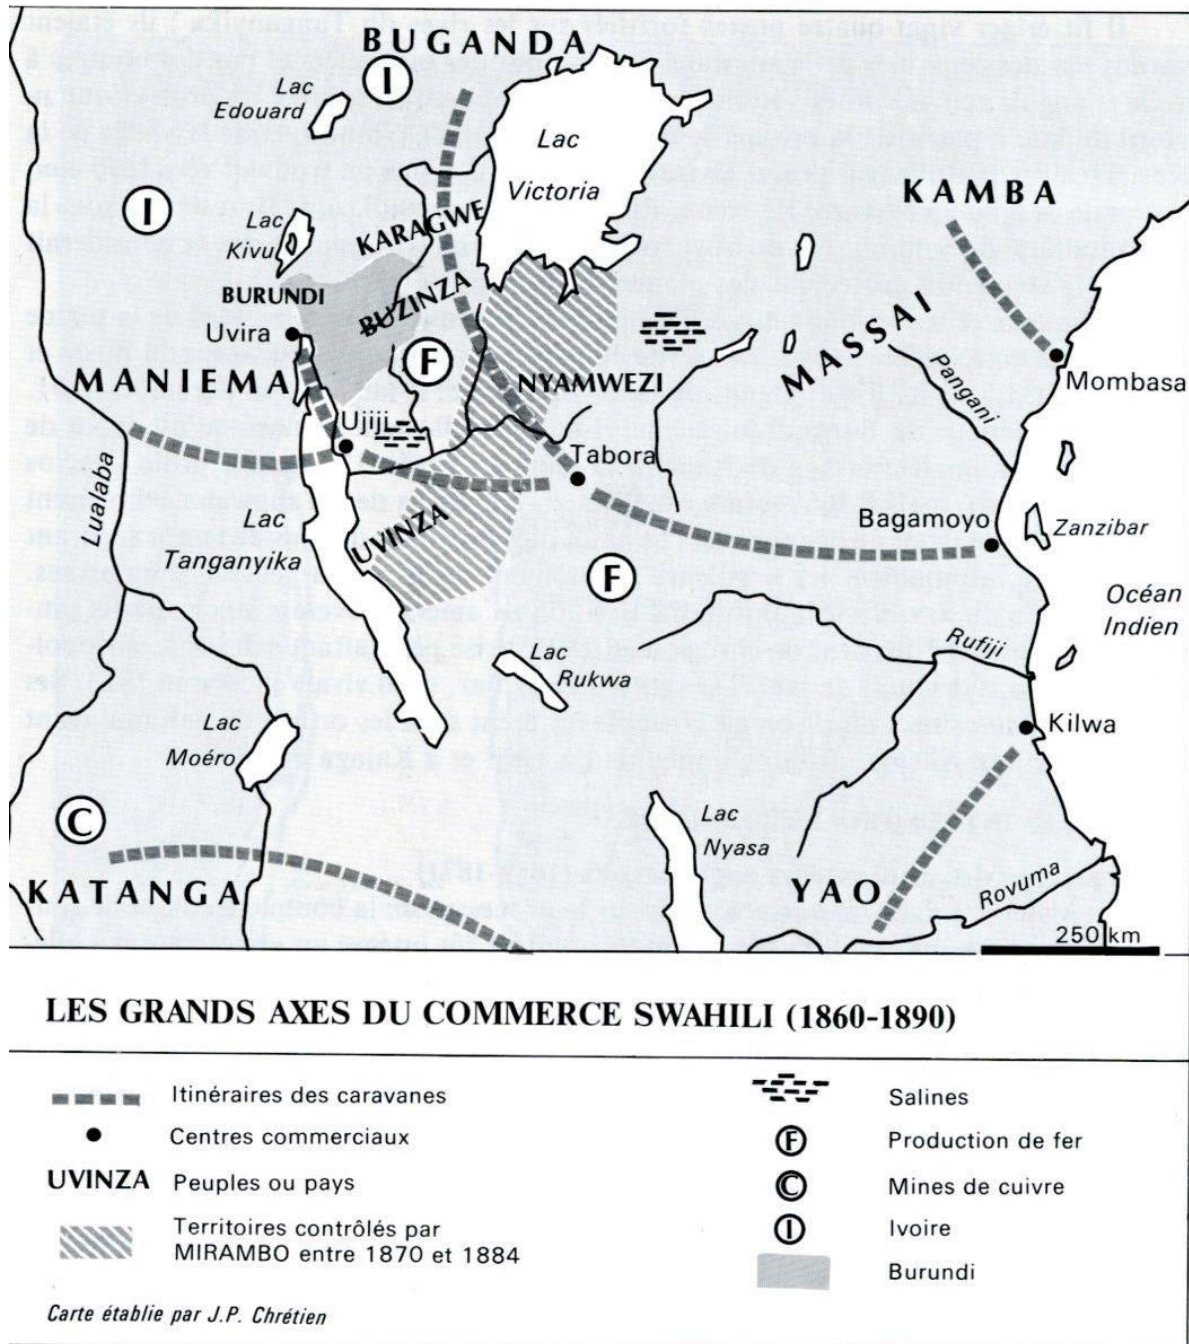 BUGANDA
I
Lac
Edouard
Lac
Victoria
KAMBA
I
Lac
Kivu
KARAGWE
BURUNDI
BUZINZA
Uvira
F
MASSAI
MANIEMA
NYAMWEZI
Pangani
Mombasa
Ujiji
Tabora
Lualaba
Lac
Tanganyika
UVINZA
Bagamoyo
Zanzibar
F
Océan
Indien
Lac
Rukwa
Rufiji
Lac
Moéro
Kilwa
C
Lac
Nyasa
KATANGA
YAO
Rovuma
250 km
LES GRANDS AXES DU COMMERCE SWAHILI (1860-1890)
Itinéraires des caravanes
Centres commerciaux
UVINZA Peuples ou pays
Territoires contrôlés par
MIRAMBO entre 1870 et 1884
Carte établie par J.P. Chrétien
Salines
F Production de fer
C Mines de cuivre
I Ivoire
Burundi